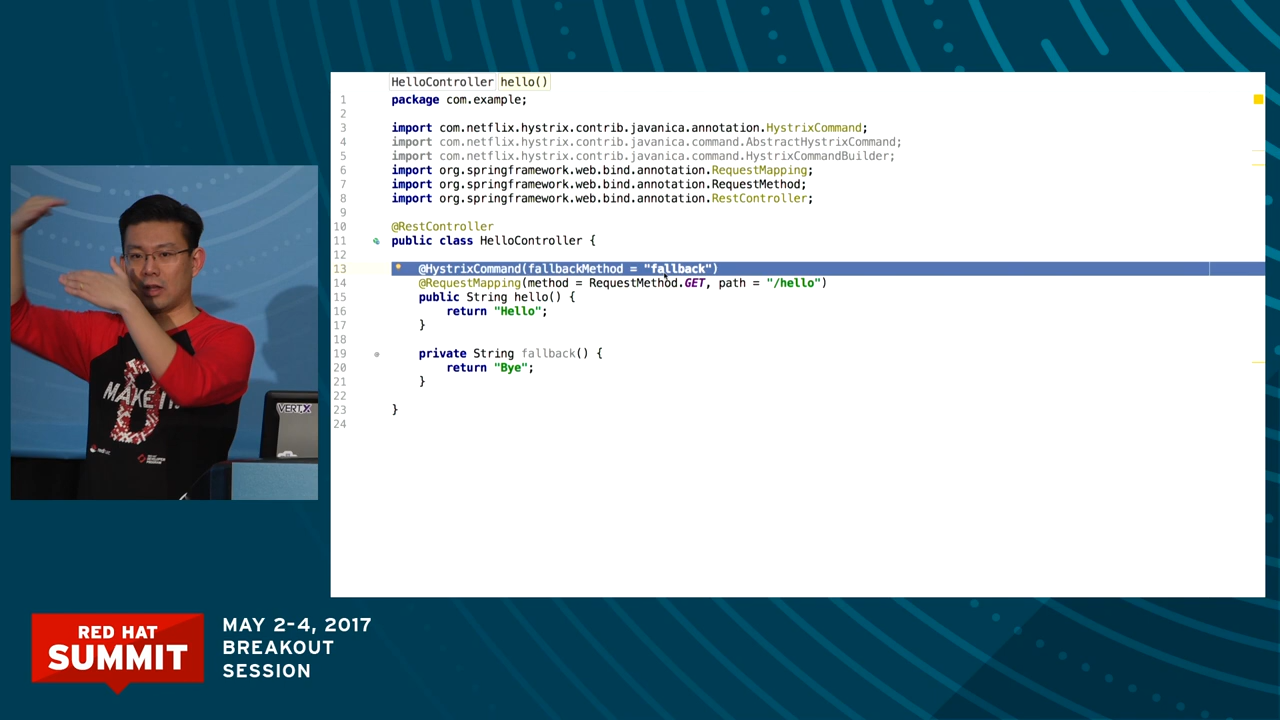 HelloController hello()
1 package com.example;
2
3 import com.netflix.hystrix.contrib.javanica.annotation.HystrixCommand;
4 import com.netflix.hystrix.contrib.javanica.command.AbstractHystrixCommand;
5 import com.netflix.hystrix.contrib.javanica.command.HystrixCommandBuilder;
6 import org.springframework.web.bind.annotation.RequestMapping;
7 import org.springframework.web.bind.annotation.RequestMethod;
8 import org.springframework.web.bind.annotation.RestController;
9
10 @RestController
11 public class HelloController {
12
13 @HystrixCommand(fallbackMethod = "fallback")
14 @RequestMapping(method = RequestMethod.GET, path = "/hello")
15 public String hello() {
16 return "Hello";
17 }
18
19 private String fallback() {
20 return "Bye";
21 }
22
23 }
24
MAKE
VERT.X
RED HAT
SUMMIT
MAY 2-4, 2017
BREAKOUT
SESSION